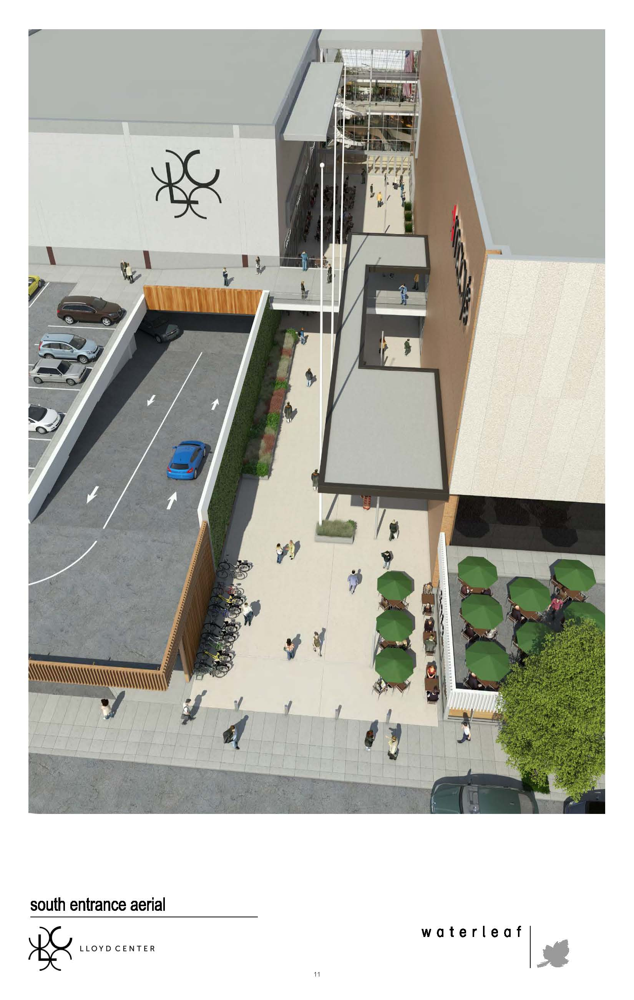 south entrance aerial
LLOYD CENTER
waterleaf
11